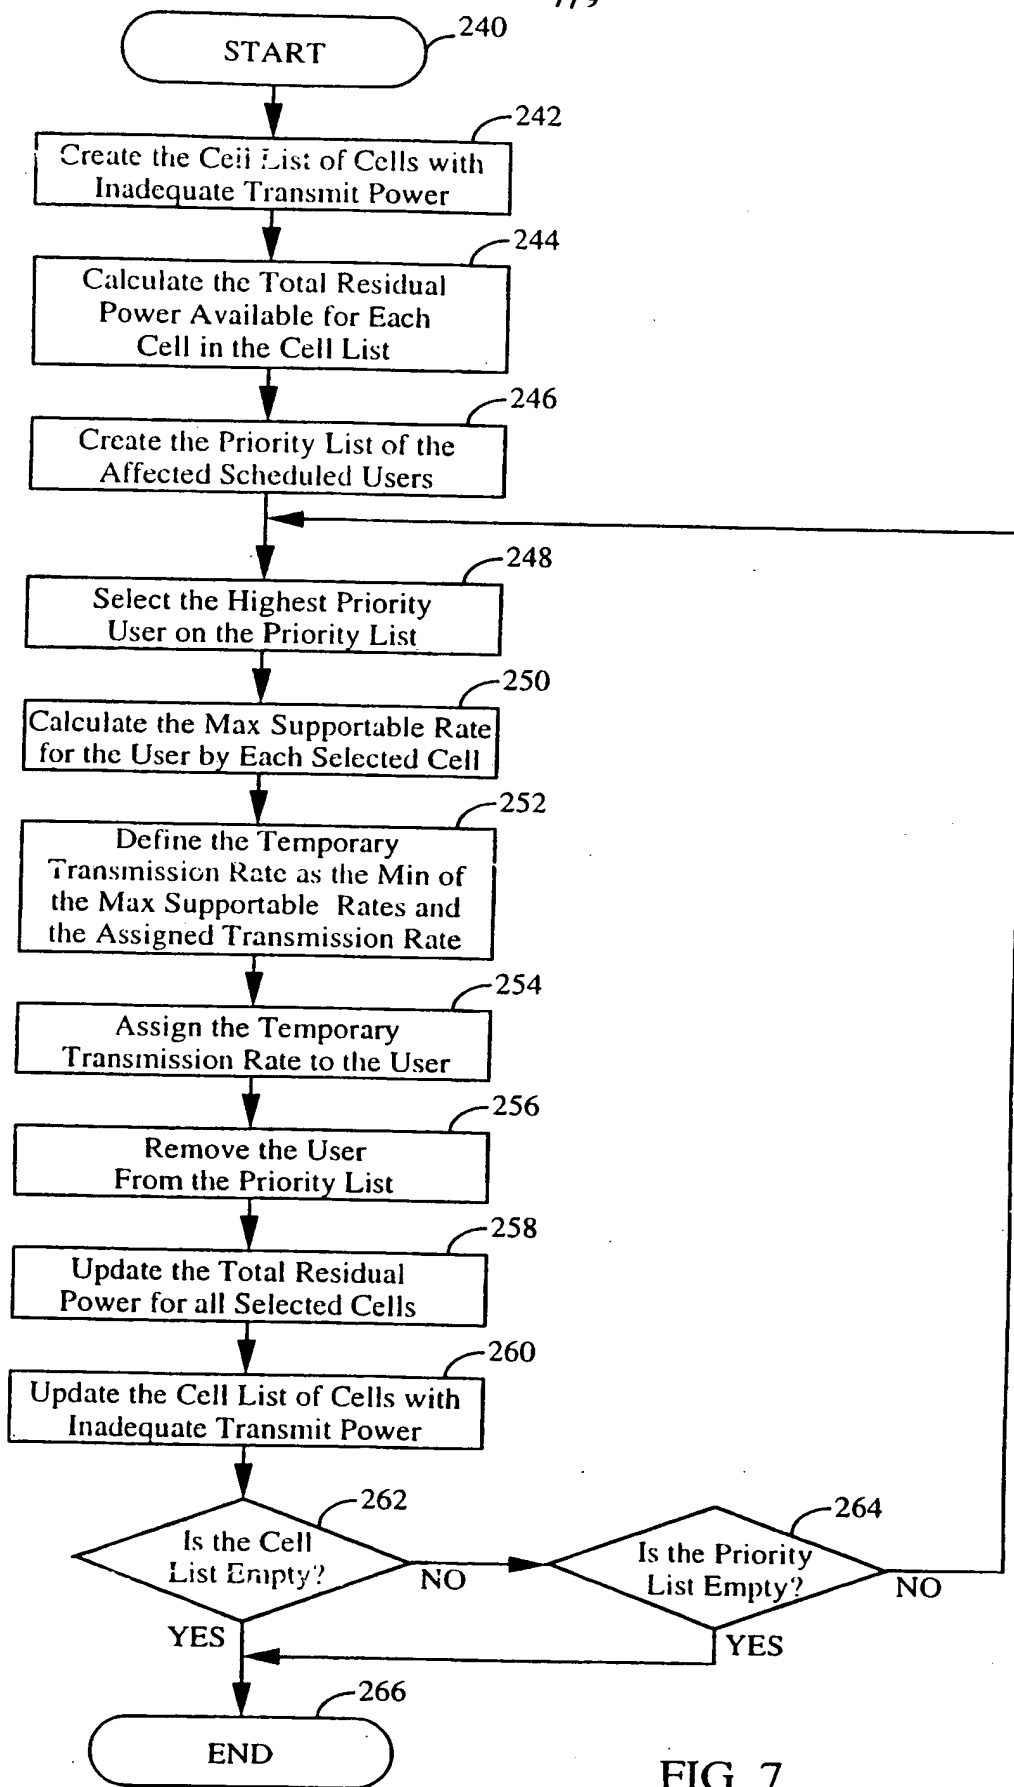 7/9
START
240
242
Create the Cell List of Cells with
Inadequate Transmit Power
244
Calculate the Total Residual
Power Available for Each
Cell in the Cell List
246
Create the Priority List of the
Affected Scheduled Users
248
Select the Highest Priority
User on the Priority List
250
Calculate the Max Supportable Rate
for the User by Each Selected Cell
252
Define the Temporary
Transmission Rate as the Min of
the Max Supportable Rates and
the Assigned Transmission Rate
254
Assign the Temporary
Transmission Rate to the User
256
Remove the User
From the Priority List
258
Update the Total Residual
Power for all Selected Cells
260
Update the Cell List of Cells with
Inadequate Transmit Power
262
Is the Cell
List Empty?
NO
264
Is the Priority
List Empty?
NO
YES
YES
266
END
FIG. 7